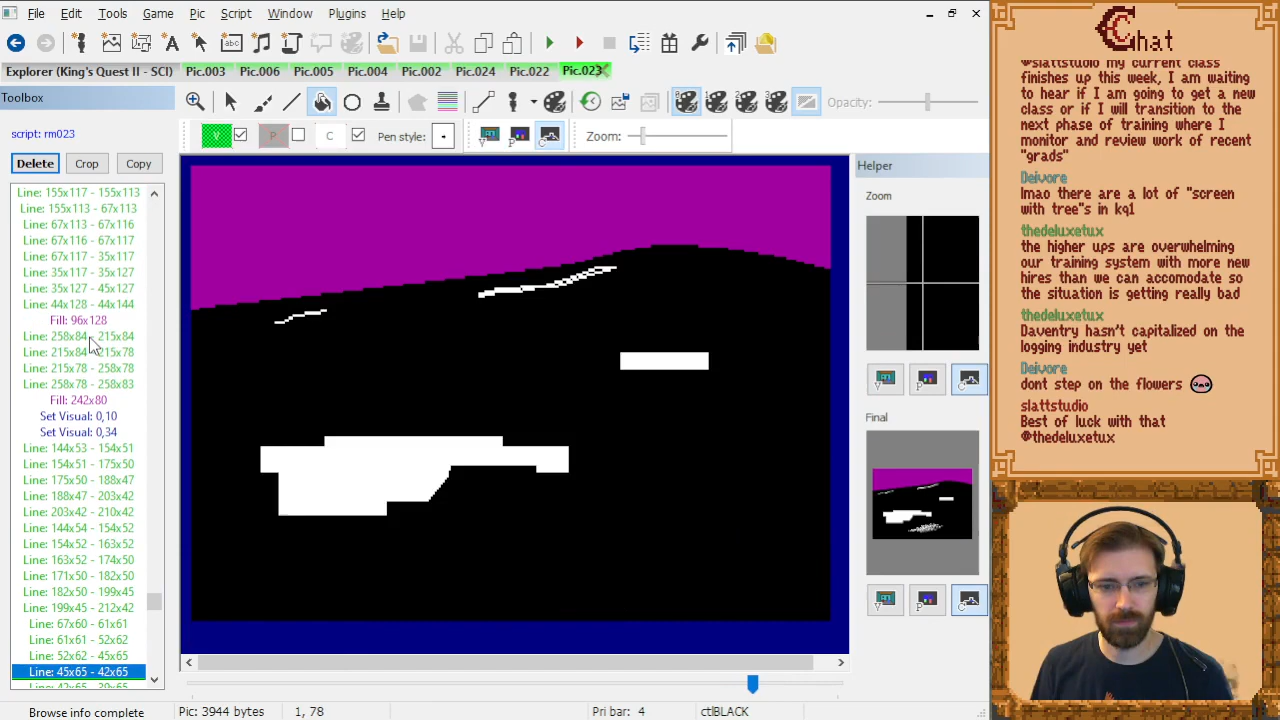 File Edit Tools Game Pic Script Window Plugins Help
Explorer (King's Quest II - SCI) Pic.003 Pic.006 Pic.005 Pic.004 Pic.002 Pic.024 Pic.022 Pic.023
Toolbox
Opacity:
script: rm023
V P C Pen style: V P C Zoom:
Delete Crop Copy
Line: 155x117 - 155x113
Line: 155x113 - 67x113
Line: 67x113 - 67x116
Line: 67x116 - 67x117
Line: 67x117 - 35x117
Line: 35x117 - 35x127
Line: 35x127 - 45x127
Line: 44x128 - 44x144
Fill: 96x128
Line: 258x84 - 215x84
Line: 215x84 - 215x78
Line: 215x78 - 258x78
Line: 258x78 - 258x83
Fill: 242x80
Set Visual: 0,10
Set Visual: 0,34
Line: 144x53 - 154x51
Line: 154x51 - 175x50
Line: 175x50 - 188x47
Line: 188x47 - 203x42
Line: 203x42 - 210x42
Line: 144x54 - 154x52
Line: 154x52 - 163x52
Line: 163x52 - 174x50
Line: 171x50 - 182x50
Line: 182x50 - 199x45
Line: 199x45 - 212x42
Line: 67x60 - 61x61
Line: 61x61 - 52x62
Line: 52x62 - 45x65
Line: 45x65 - 42x65
Helper
Zoom
V P C
Final
V P C
Browse info complete Pic: 3944 bytes 1, 78 Pri bar: 4 ctlBLACK
Chat
@slattstudio my current class
finishes up this week, I am waiting
to hear if I am going to get a new
class or if I will transition to the
next phase of training where I
monitor and review work of recent
"grads"
Deivore
lmao there are a lot of "screen
with tree"s in kq1
thedeluxetux
the higher ups are overwhelming
our training system with more new
hires than we can accomodate so
the situation is getting really bad
thedeluxetux
Daventry hasn't capitalized on the
logging industry yet
Deivore
dont step on the flowers
slattstudio
Best of luck with that
@thedeluxetux